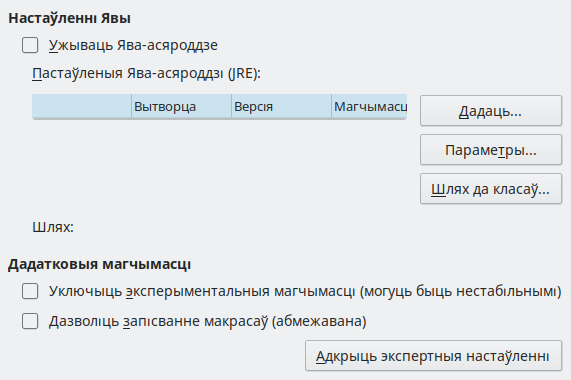 Настаўленні Явы
Ужываць Ява-асяроддзе
Пастаўленыя Ява-асяроддзі (JRE):
Вытворца Версія Магчымасц
Дадаць...
Параметры...
Шлях да класаў...
Шлях:
Дадатковыя магчымасці
Уключыць эксперыментальныя магчымасці (могуць быць нестабільнымі)
Дазволіць запісванне макрасаў (абмежавана)
Адкрыць экспертныя настаўленні